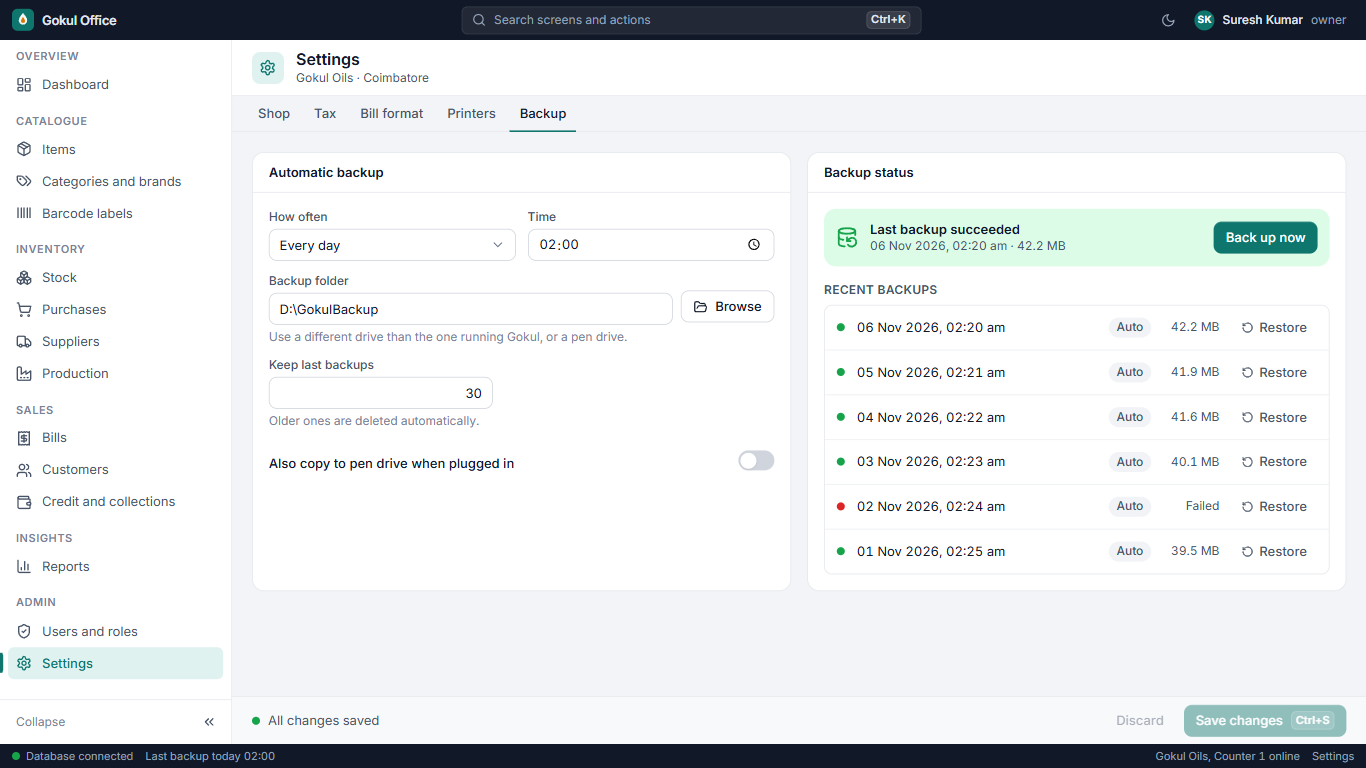 Gokul Office
Search screens and actions Ctrl+K
SK Suresh Kumar owner
OVERVIEW
Dashboard
CATALOGUE
Items
Categories and brands
Barcode labels
INVENTORY
Stock
Purchases
Suppliers
Production
SALES
Bills
Customers
Credit and collections
INSIGHTS
Reports
ADMIN
Users and roles
Settings
Collapse
Settings
Gokul Oils · Coimbatore
Shop Tax Bill format Printers Backup
Automatic backup
How often Time
Every day 02:00
Backup folder
D:\GokulBackup Browse
Use a different drive than the one running Gokul, or a pen drive.
Keep last backups
30
Older ones are deleted automatically.
Also copy to pen drive when plugged in
Backup status
Last backup succeeded
06 Nov 2026, 02:20 am · 42.2 MB
Back up now
RECENT BACKUPS
06 Nov 2026, 02:20 am Auto 42.2 MB Restore
05 Nov 2026, 02:21 am Auto 41.9 MB Restore
04 Nov 2026, 02:22 am Auto 41.6 MB Restore
03 Nov 2026, 02:23 am Auto 40.1 MB Restore
02 Nov 2026, 02:24 am Auto Failed Restore
01 Nov 2026, 02:25 am Auto 39.5 MB Restore
All changes saved Discard Save changes Ctrl+S
Database connected Last backup today 02:00 Gokul Oils, Counter 1 online Settings